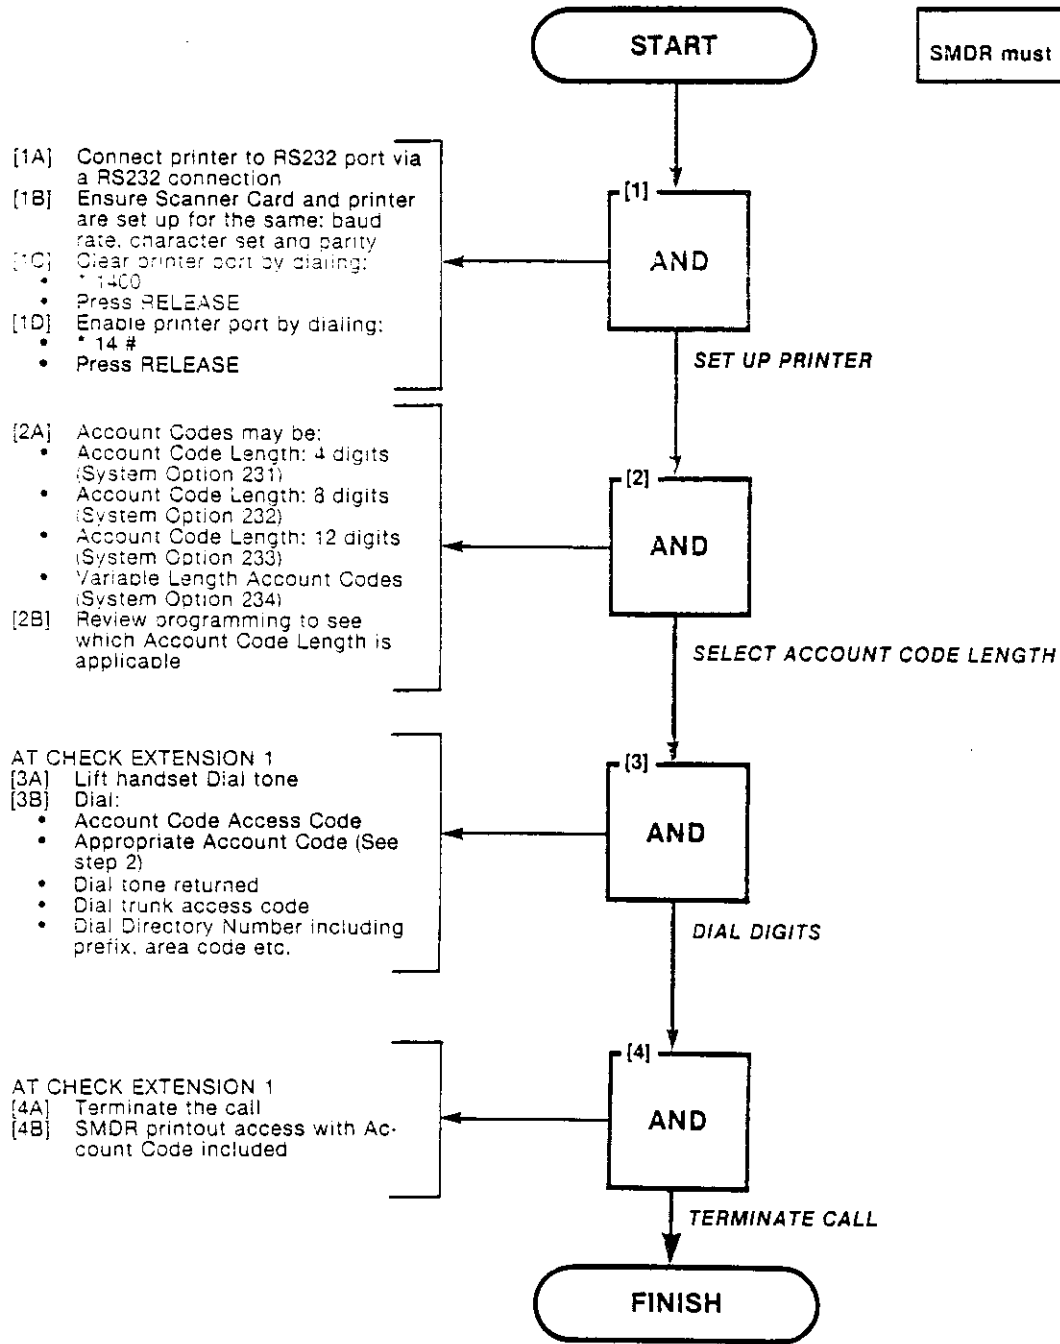 START
SMDR must
[1A] Connect printer to RS232 port via
a RS232 connection
[1B] Ensure Scanner Card and printer
are set up for the same: baud
rate, character set and parity
[1C] Clear printer port by dialing:
• * 1400
• Press RELEASE
[1D] Enable printer port by dialing:
• * 14 #
• Press RELEASE
[1]
AND
SET UP PRINTER
[2A] Account Codes may be:
• Account Code Length: 4 digits
(System Option 231)
• Account Code Length: 8 digits
(System Option 232)
• Account Code Length: 12 digits
(System Option 233)
• Variable Length Account Codes
(System Option 234)
[2B] Review programming to see
which Account Code Length is
applicable
[2]
AND
SELECT ACCOUNT CODE LENGTH
AT CHECK EXTENSION 1
[3A] Lift handset Dial tone
[3B] Dial:
• Account Code Access Code
• Appropriate Account Code (See
step 2)
• Dial tone returned
• Dial trunk access code
• Dial Directory Number including
prefix, area code etc.
[3]
AND
DIAL DIGITS
AT CHECK EXTENSION 1
[4A] Terminate the call
[4B] SMDR printout access with Ac-
count Code included
[4]
AND
TERMINATE CALL
FINISH